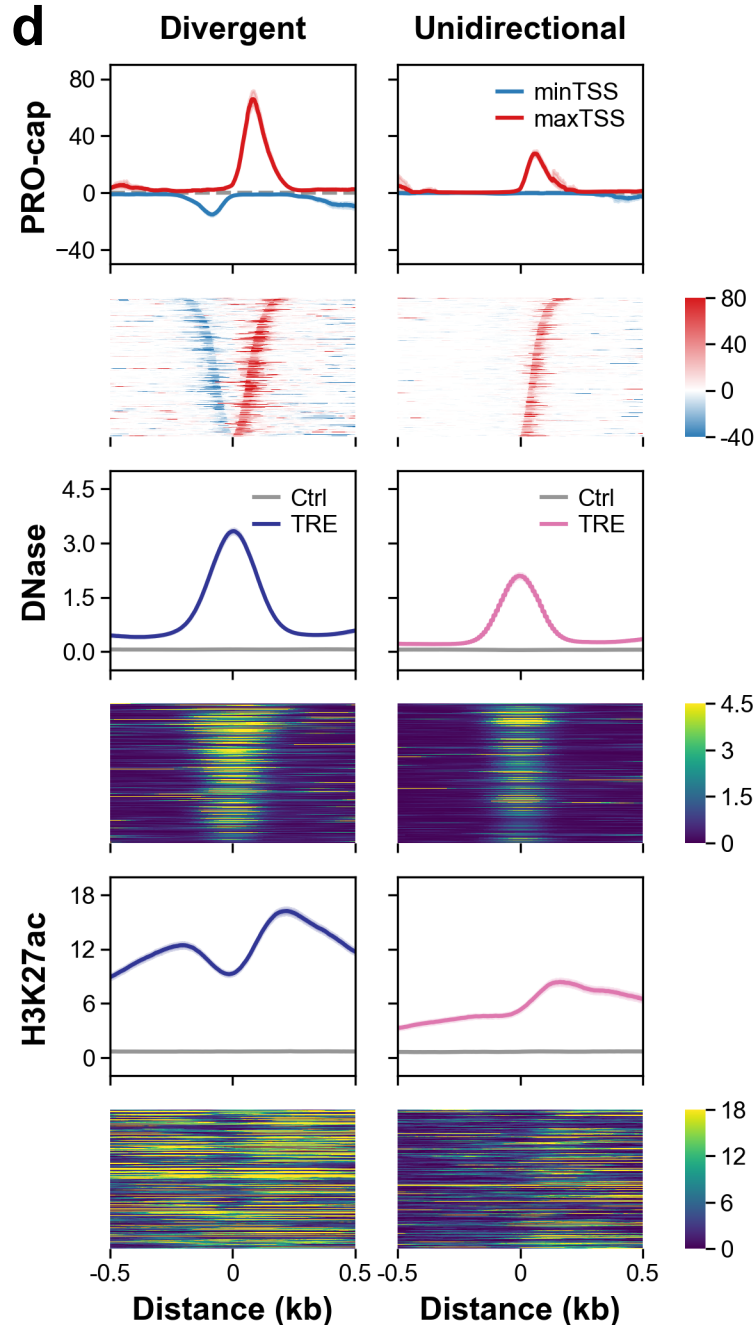 d
Divergent
Unidirectional
PRO-cap
80
40
0
−40
minTSS
maxTSS
80
40
0
-40
DNase
4.5
3.0
1.5
0.0
Ctrl
TRE
Ctrl
TRE
4.5
3
1.5
0
H3K27ac
18
12
6
0
18
12
6
0
-0.5
0
0.5
-0.5
0
0.5
Distance (kb)
Distance (kb)